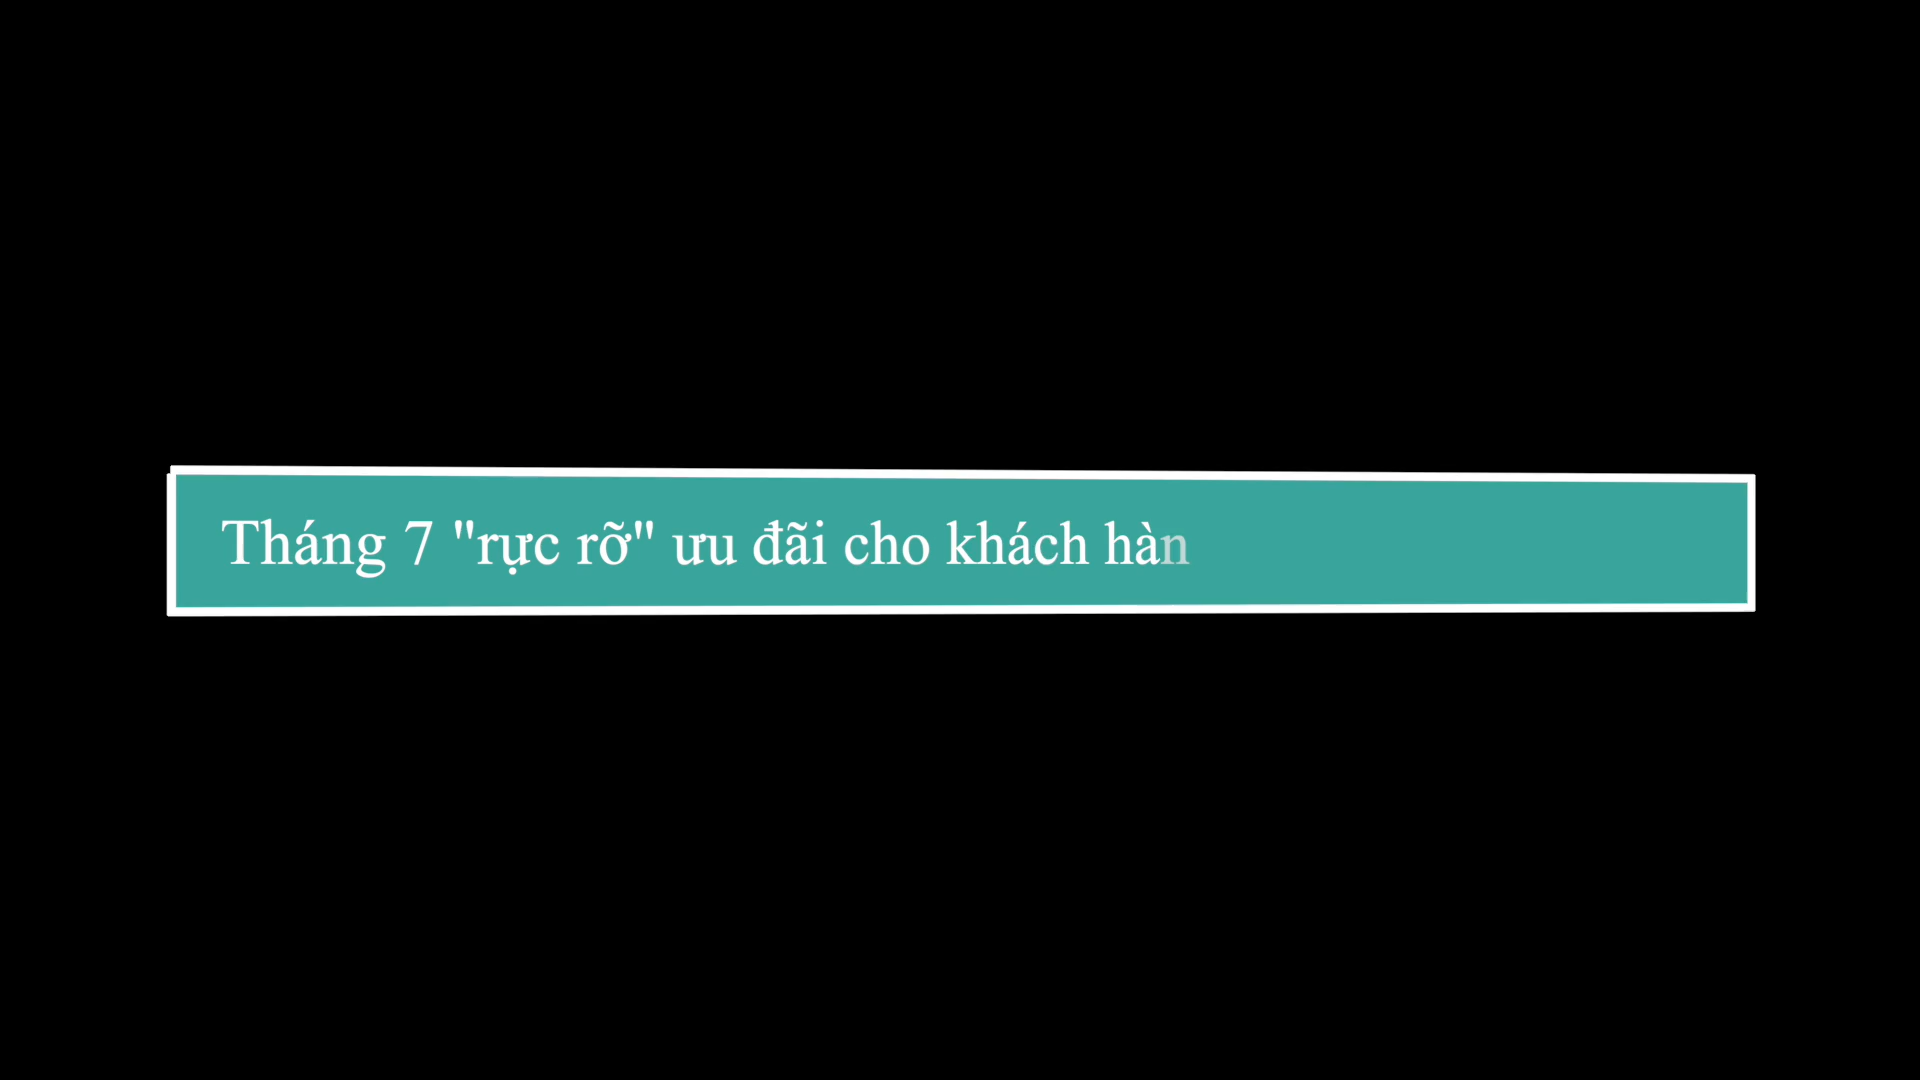 Tháng 7 "rực rỡ" ưu đãi cho khách hàn